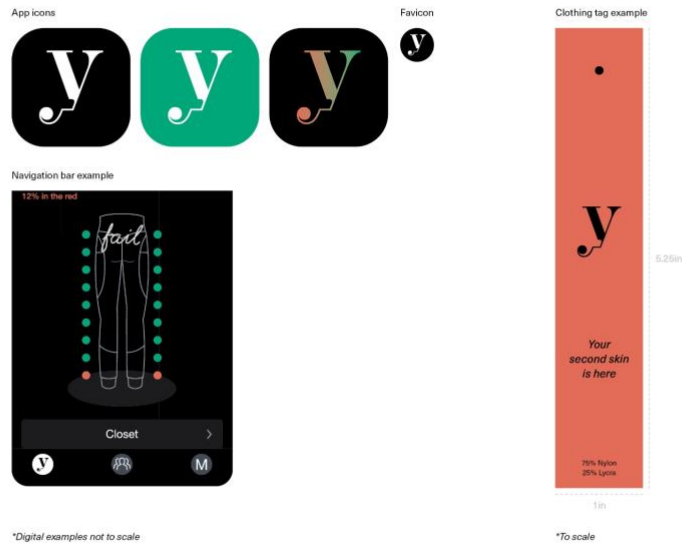 App icons
Favicon
Clothing tag example
y
y
y
y
Navigation bar example
12% in the red
fail
Closet
y
M
y
Your
second skin
is here
75% Nylon
25% Lycra
5.25in
1in
*Digital examples not to scale
*To scale